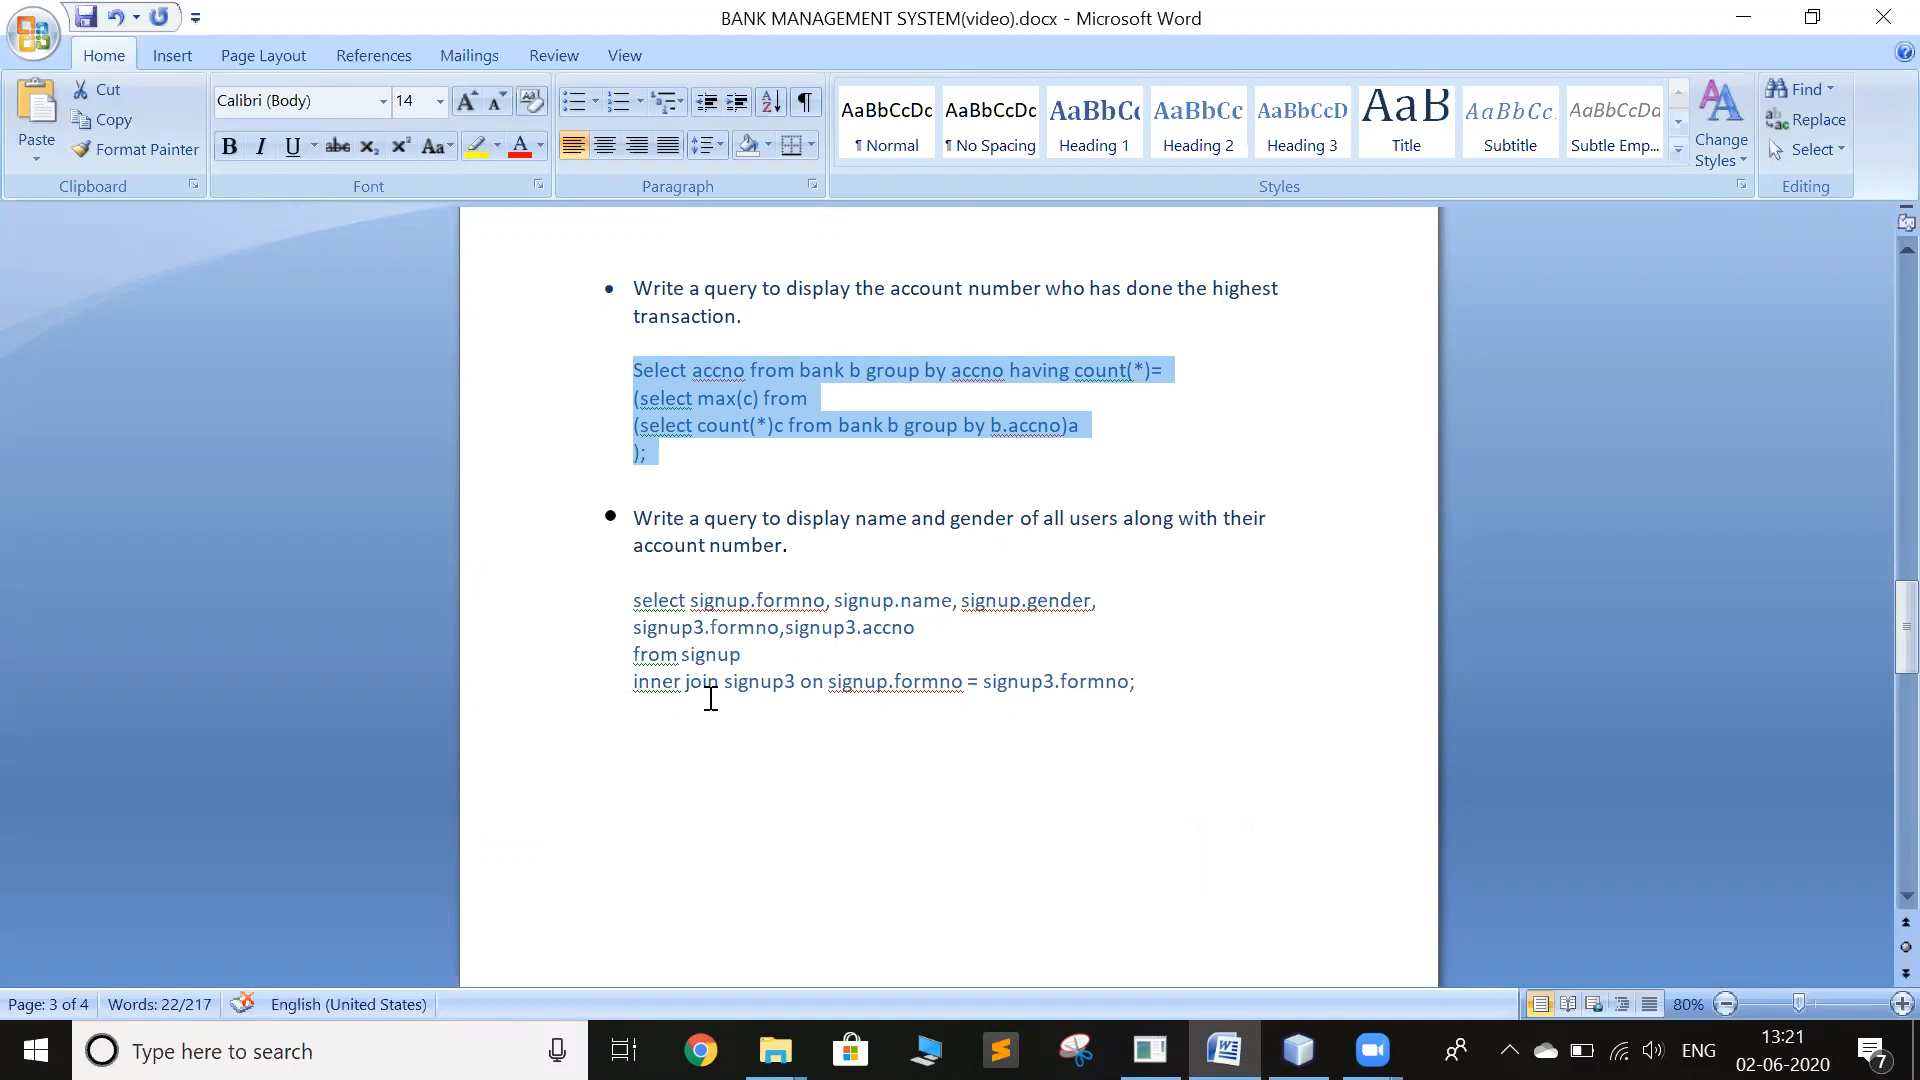 BANK MANAGEMENT SYSTEM(video).docx - Microsoft Word
Home Insert Page Layout References Mailings Review View
Paste
Cut
Copy
Format Painter
Clipboard
Calibri (Body) 14
Font
Paragraph
AaBbCcDc AaBbCcDc AaBbC AaBbCc AaBbCcD AaB AaBbCc. AaBbCcDc
¶ Normal ¶ No Spacing Heading 1 Heading 2 Heading 3 Title Subtitle Subtle Emp...
Change
Styles
Styles
Find
Replace
Select
Editing
• Write a query to display the account number who has done the highest
transaction.
Select accno from bank b group by accno having count(*)=
(select max(c) from
(select count(*)c from bank b group by b.accno)a
);
• Write a query to display name and gender of all users along with their
account number.
select signup.formno, signup.name, signup.gender,
signup3.formno,signup3.accno
from signup
inner join signup3 on signup.formno = signup3.formno;
Page: 3 of 4 Words: 22/217 English (United States) 80%
Type here to search
ENG
13:21
02-06-2020
7